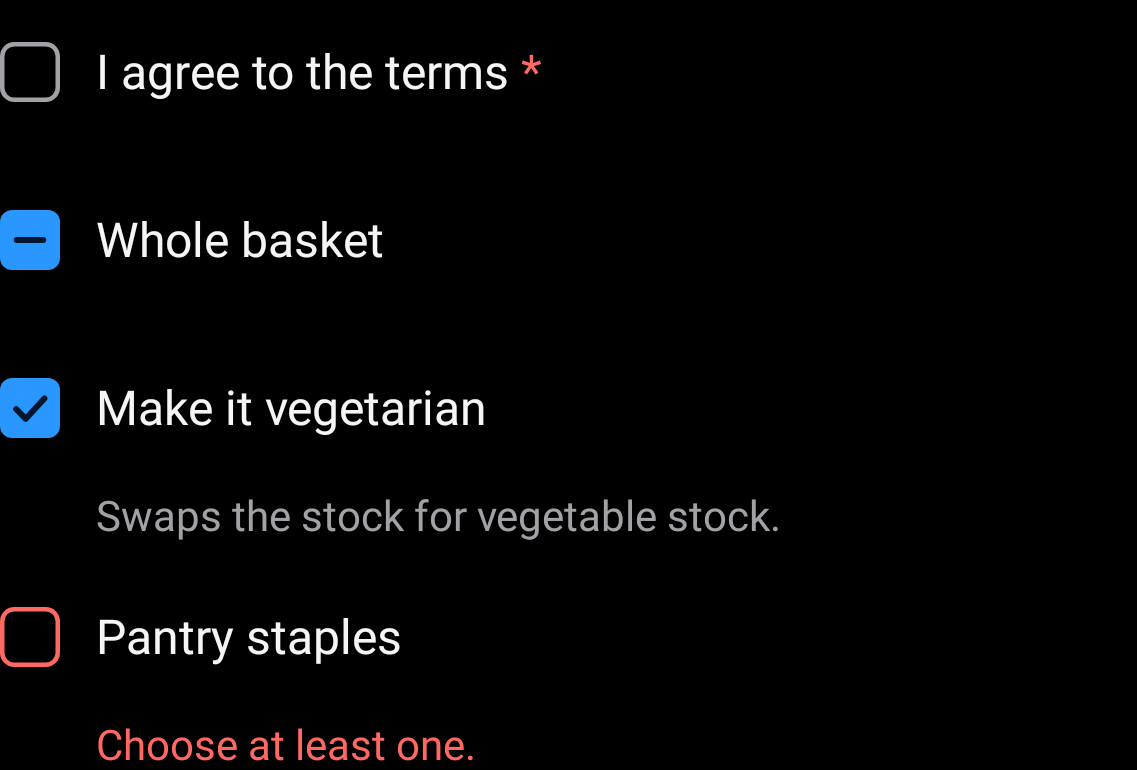 I agree to the terms *
Whole basket
Make it vegetarian
Swaps the stock for vegetable stock.
Pantry staples
Choose at least one.